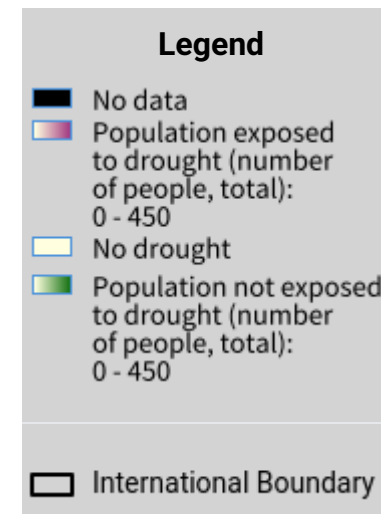 Legend
No data
Population exposed
to drought (number
of people, total):
0 - 450
No drought
Population not exposed
to drought (number
of people, total):
0 - 450
International Boundary